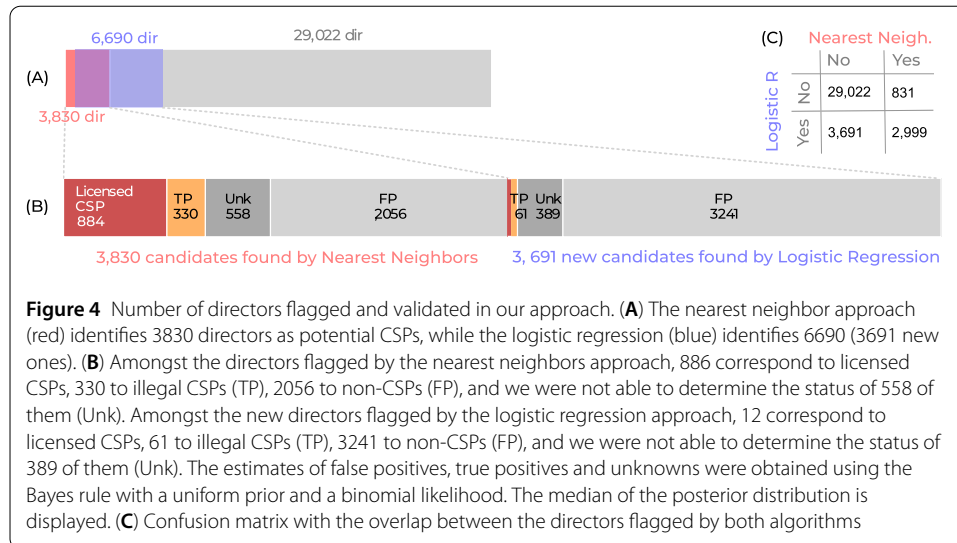 6,690 dir
29,022 dir
(A)
3,830 dir
(C)
Nearest Neigh.
No Yes
Logistic R
No 29,022 831
Yes 3,691 2,999
(B)
Licensed
CSP
884
TP
330
Unk
558
FP
2056
TP
61
Unk
389
FP
3241
3,830 candidates found by Nearest Neighbors
3, 691 new candidates found by Logistic Regression
Figure 4 Number of directors flagged and validated in our approach. (A) The nearest neighbor approach
(red) identifies 3830 directors as potential CSPs, while the logistic regression (blue) identifies 6690 (3691 new
ones). (B) Amongst the directors flagged by the nearest neighbors approach, 886 correspond to licensed
CSPs, 330 to illegal CSPs (TP), 2056 to non-CSPs (FP), and we were not able to determine the status of 558 of
them (Unk). Amongst the new directors flagged by the logistic regression approach, 12 correspond to
licensed CSPs, 61 to illegal CSPs (TP), 3241 to non-CSPs (FP), and we were not able to determine the status of
389 of them (Unk). The estimates of false positives, true positives and unknowns were obtained using the
Bayes rule with a uniform prior and a binomial likelihood. The median of the posterior distribution is
displayed. (C) Confusion matrix with the overlap between the directors flagged by both algorithms